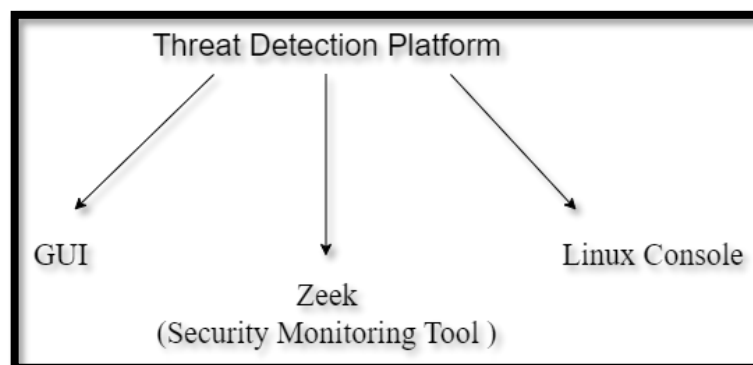 Threat Detection Platform
GUI
Linux Console
Zeek
(Security Monitoring Tool )